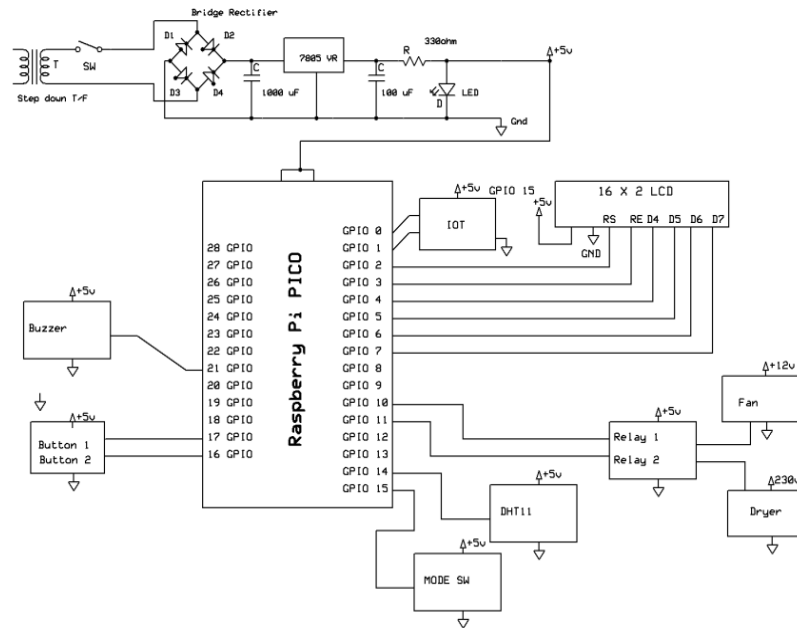 Bridge Rectifier
D1
D2
330ohm
R
+5v
T
SW
C
7805 VR
C
Step down T/F
D3
D4
1000 uF
100 uF
D
LED
Gnd
Raspberry Pi PICO
GPIO 0
GPIO 1
GPIO 2
GPIO 3
GPIO 4
GPIO 5
GPIO 6
GPIO 7
GPIO 8
GPIO 9
GPIO 10
GPIO 11
GPIO 12
GPIO 13
GPIO 14
GPIO 15
28 GPIO
27 GPIO
26 GPIO
25 GPIO
24 GPIO
23 GPIO
22 GPIO
21 GPIO
20 GPIO
19 GPIO
18 GPIO
17 GPIO
16 GPIO
+5v
IOT
GPIO 15
16 X 2 LCD
+5v
RS RE D4 D5 D6 D7
GND
+5v
Buzzer
+5v
Button 1
Button 2
+5v
Relay 1
Relay 2
+12v
Fan
230v
Dryer
+5v
DHT11
+5v
MODE SW